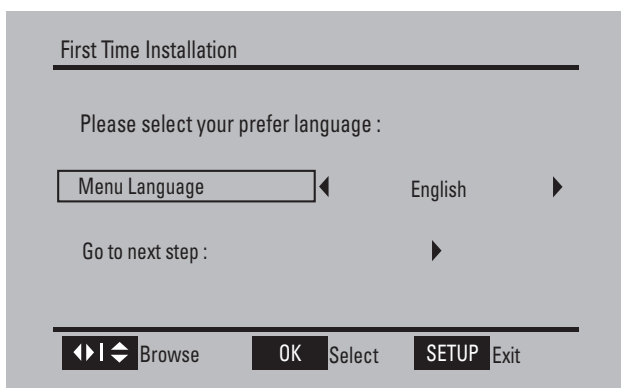 First Time Installation
Please select your prefer language :
Menu Language English
Go to next step :
Browse OK Select SETUP Exit